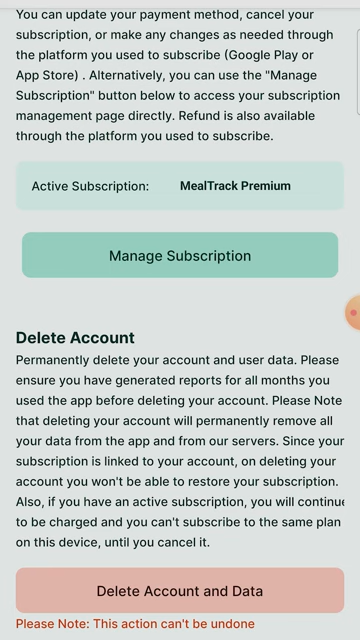 You can update your payment method, cancel your
subscription, or make any changes as needed through
the platform you used to subscribe (Google Play or
App Store) . Alternatively, you can use the "Manage
Subscription" button below to access your subscription
management page directly. Refund is also available
through the platform you used to subscribe.
Active Subscription: MealTrack Premium
Manage Subscription
Delete Account
Permanently delete your account and user data. Please
ensure you have generated reports for all months you
used the app before deleting your account. Please Note
that deleting your account will permanently remove all
your data from the app and from our servers. Since your
subscription is linked to your account, on deleting your
account you won't be able to restore your subscription.
Also, if you have an active subscription, you will continue
to be charged and you can't subscribe to the same plan
on this device, until you cancel it.
Delete Account and Data
Please Note: This action can't be undone